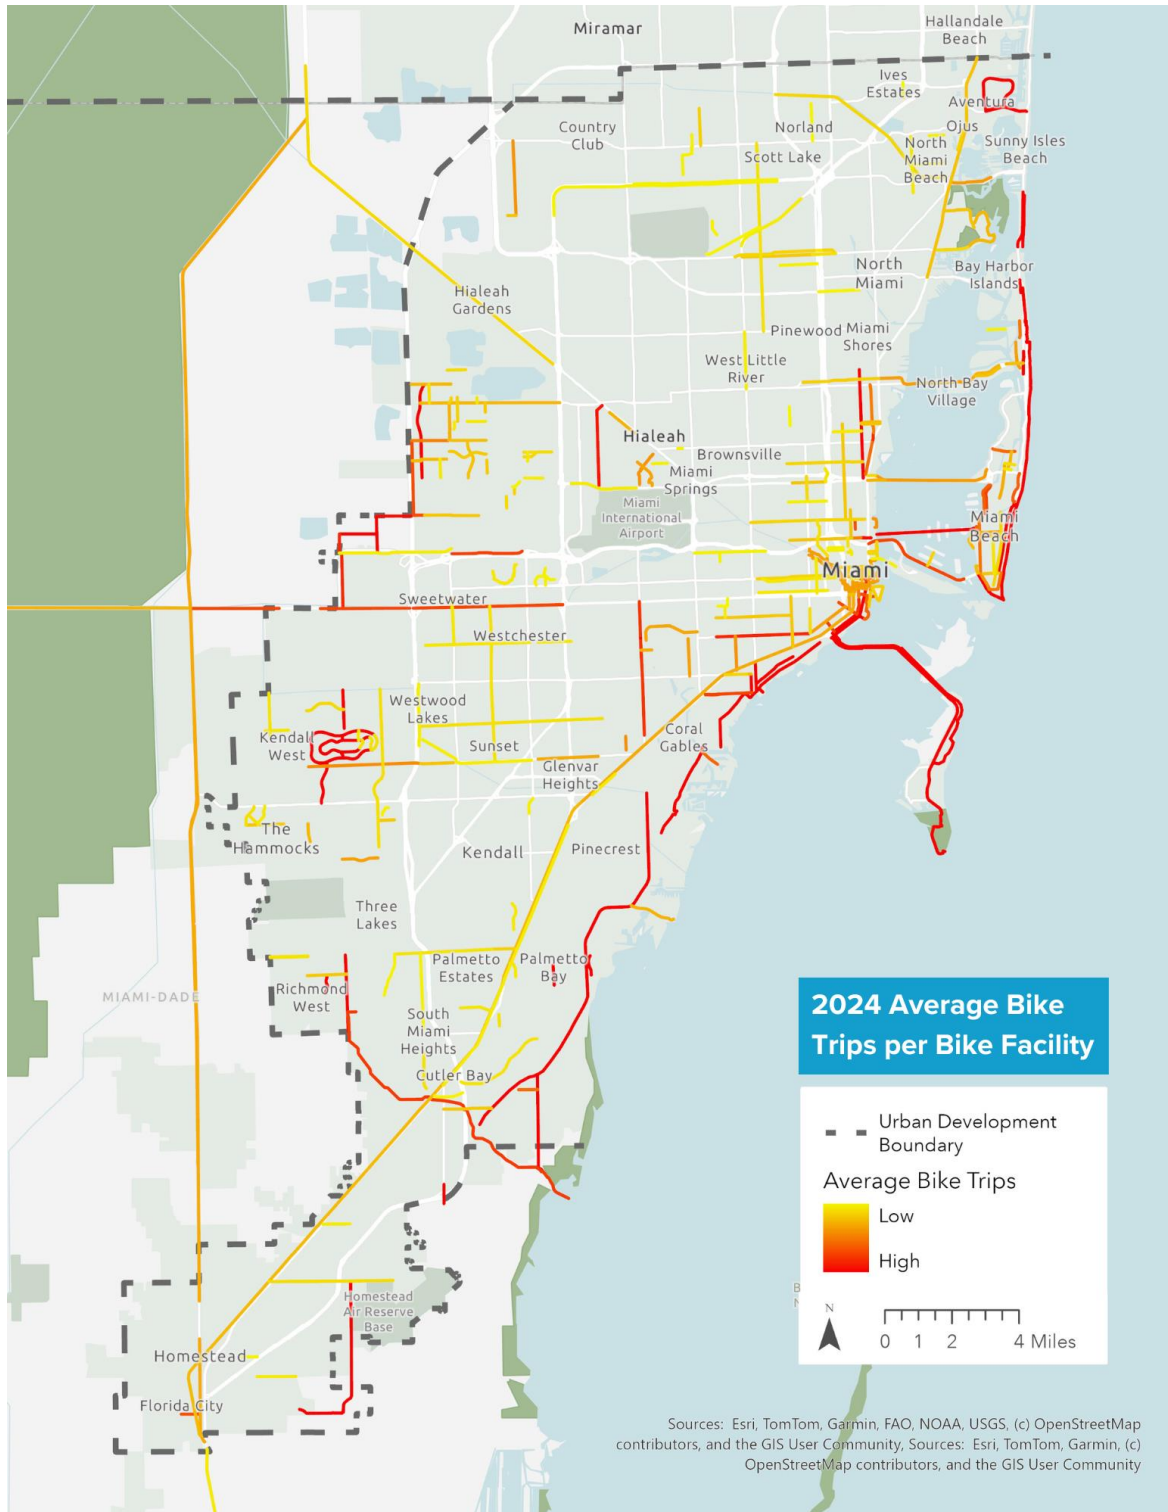 Miramar
Hallandale
Beach
Ives
Estates
Aventura
Country
Club
Norland
Ojus
Scott Lake
North
Miami
Beach
Sunny Isles
Beach
North
Miami
Bay Harbor
Islands
Hialeah
Gardens
Pinewood
Miami
Shores
West Little
River
North Bay
Village
Hialeah
Brownsville
Miami
Springs
Miami
International
Airport
Miami
Beach
Miami
Sweetwater
Westchester
Westwood
Lakes
Kendall
West
Sunset
Coral
Gables
Glenvar
Heights
The
Hammocks
Kendall
Pinecrest
Three
Lakes
Palmetto
Estates
Palmetto
Bay
MIAMI-DADE
Richmond
West
South
Miami
Heights
Cutler Bay
Homestead
Air Reserve
Base
Homestead
Florida City
2024 Average Bike
Trips per Bike Facility
Urban Development
Boundary
Average Bike Trips
Low
High
N
0 1 2 4 Miles
Sources: Esri, TomTom, Garmin, FAO, NOAA, USGS, (c) OpenStreetMap
contributors, and the GIS User Community, Sources: Esri, TomTom, Garmin, (c)
OpenStreetMap contributors, and the GIS User Community